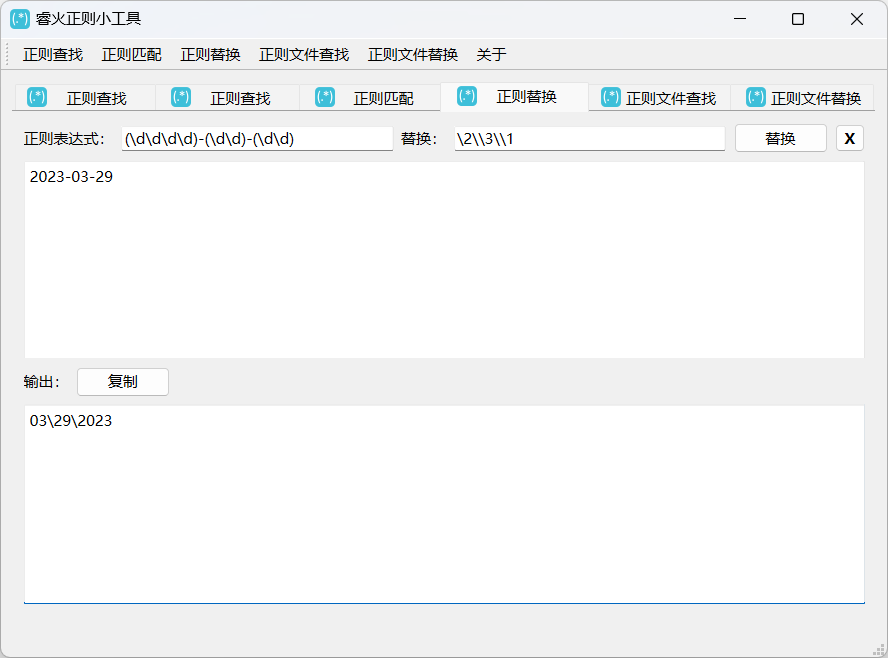 (.*) 睿火正则小工具
正则查找 正则匹配 正则替换 正则文件查找 正则文件替换 关于
(.*) 正则查找 (.*) 正则查找 (.*) 正则匹配 (.*) 正则替换 (.*) 正则文件查找 (.*) 正则文件替换
正则表达式: (\d\d\d\d)-(\d\d)-(\d\d) 替换: \2\\3\\1 替换 X
2023-03-29
输出: 复制
03\29\2023